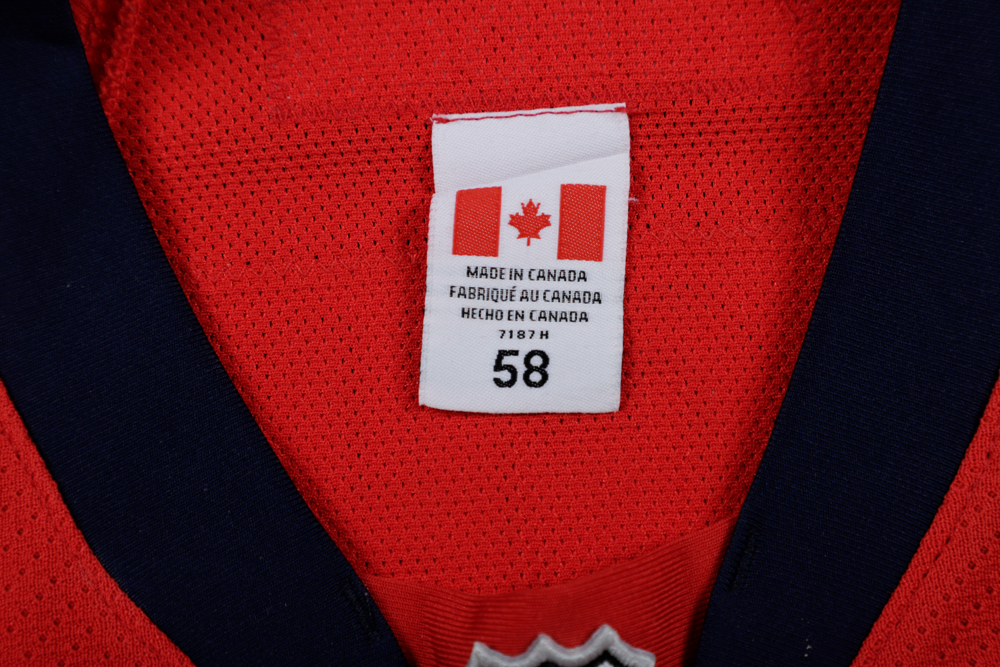 MADE IN CANADA
FABRIQUÉ AU CANADA
HECHO EN CANADA
7187 H
58